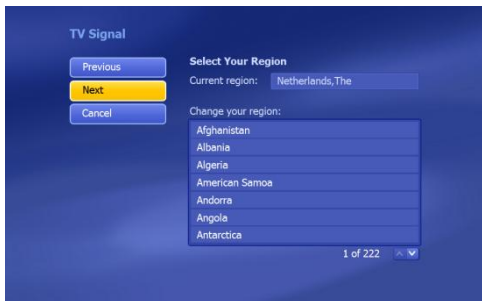 TV Signal
Previous
Next
Cancel
Select Your Region
Current region: Netherlands,The
Change your region:
Afghanistan
Albania
Algeria
American Samoa
Andorra
Angola
Antarctica
1 of 222